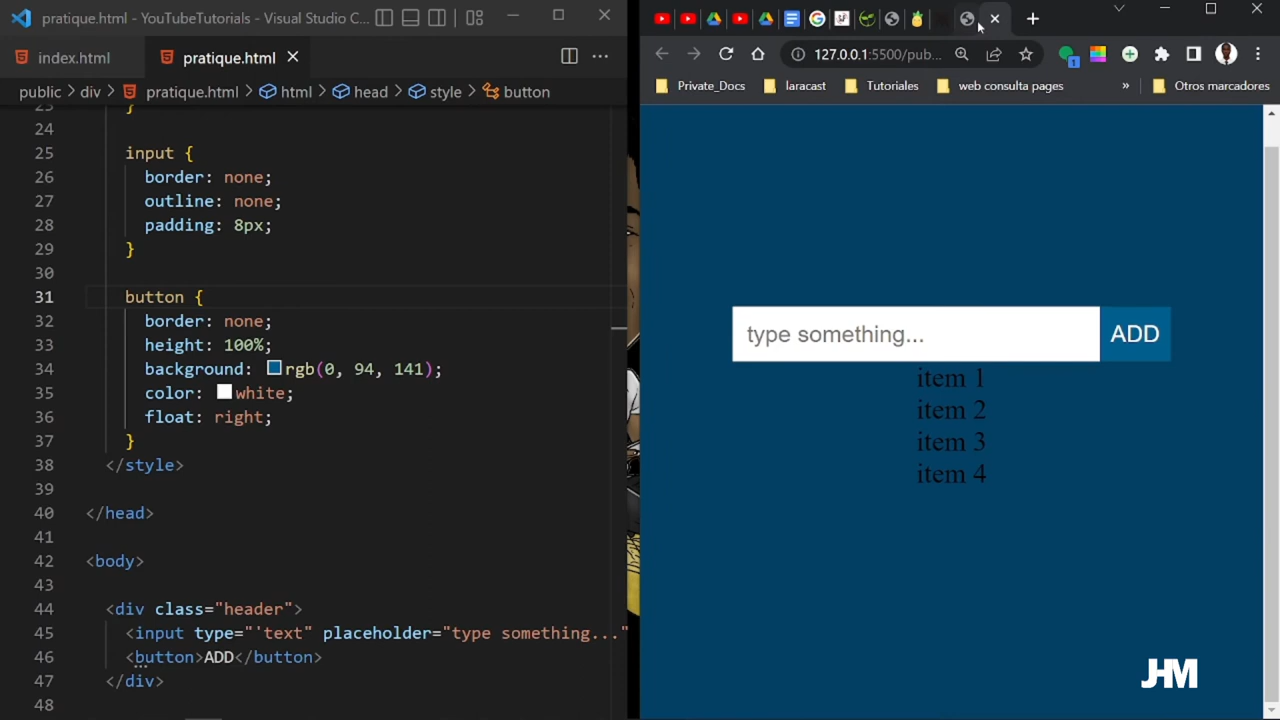 pratique.html - YouTubeTutorials - Visual Studio C...
index.html
pratique.html
public > div > pratique.html > html > head > style > button
23 }
24
25 input {
26 border: none;
27 outline: none;
28 padding: 8px;
29 }
30
31 button {
32 border: none;
33 height: 100%;
34 background: rgb(0, 94, 141);
35 color: white;
36 float: right;
37 }
38 </style>
39
40 </head>
41
42 <body>
43
44 <div class="header">
45 <input type="'text" placeholder="type something..."
46 <button>ADD</button>
47 </div>
48
127.0.0.1:5500/pub...
1
Private_Docs
laracast
Tutoriales
web consulta pages
»
Otros marcadores
type something...
ADD
item 1
item 2
item 3
item 4
JHM